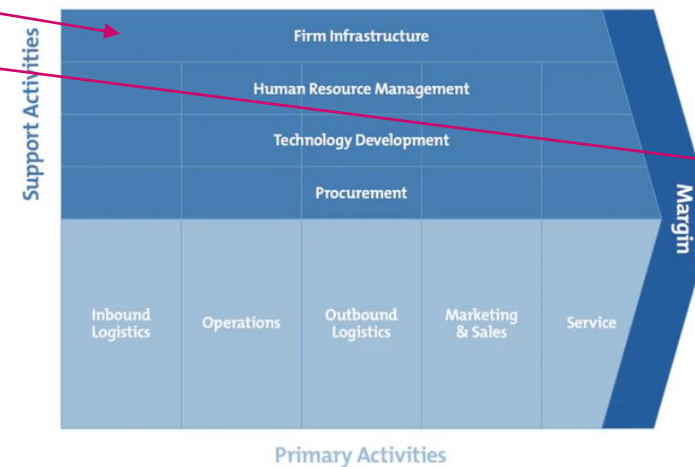 Support Activities
Firm Infrastructure
Human Resource Management
Technology Development
Procurement
Margin
Inbound
Logistics
Operations
Outbound
Logistics
Marketing
& Sales
Service
Primary Activities